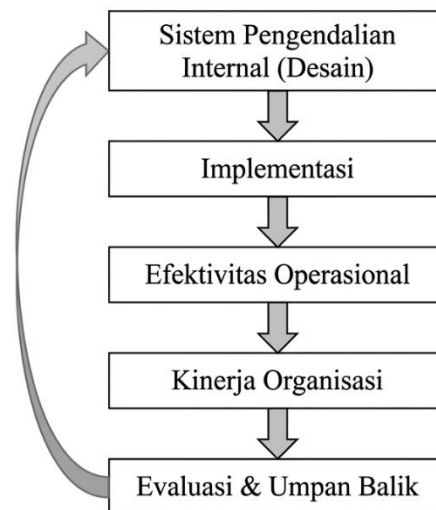 Sistem Pengendalian
Internal (Desain)
Implementasi
Efektivitas Operasional
Kinerja Organisasi
Evaluasi & Umpan Balik